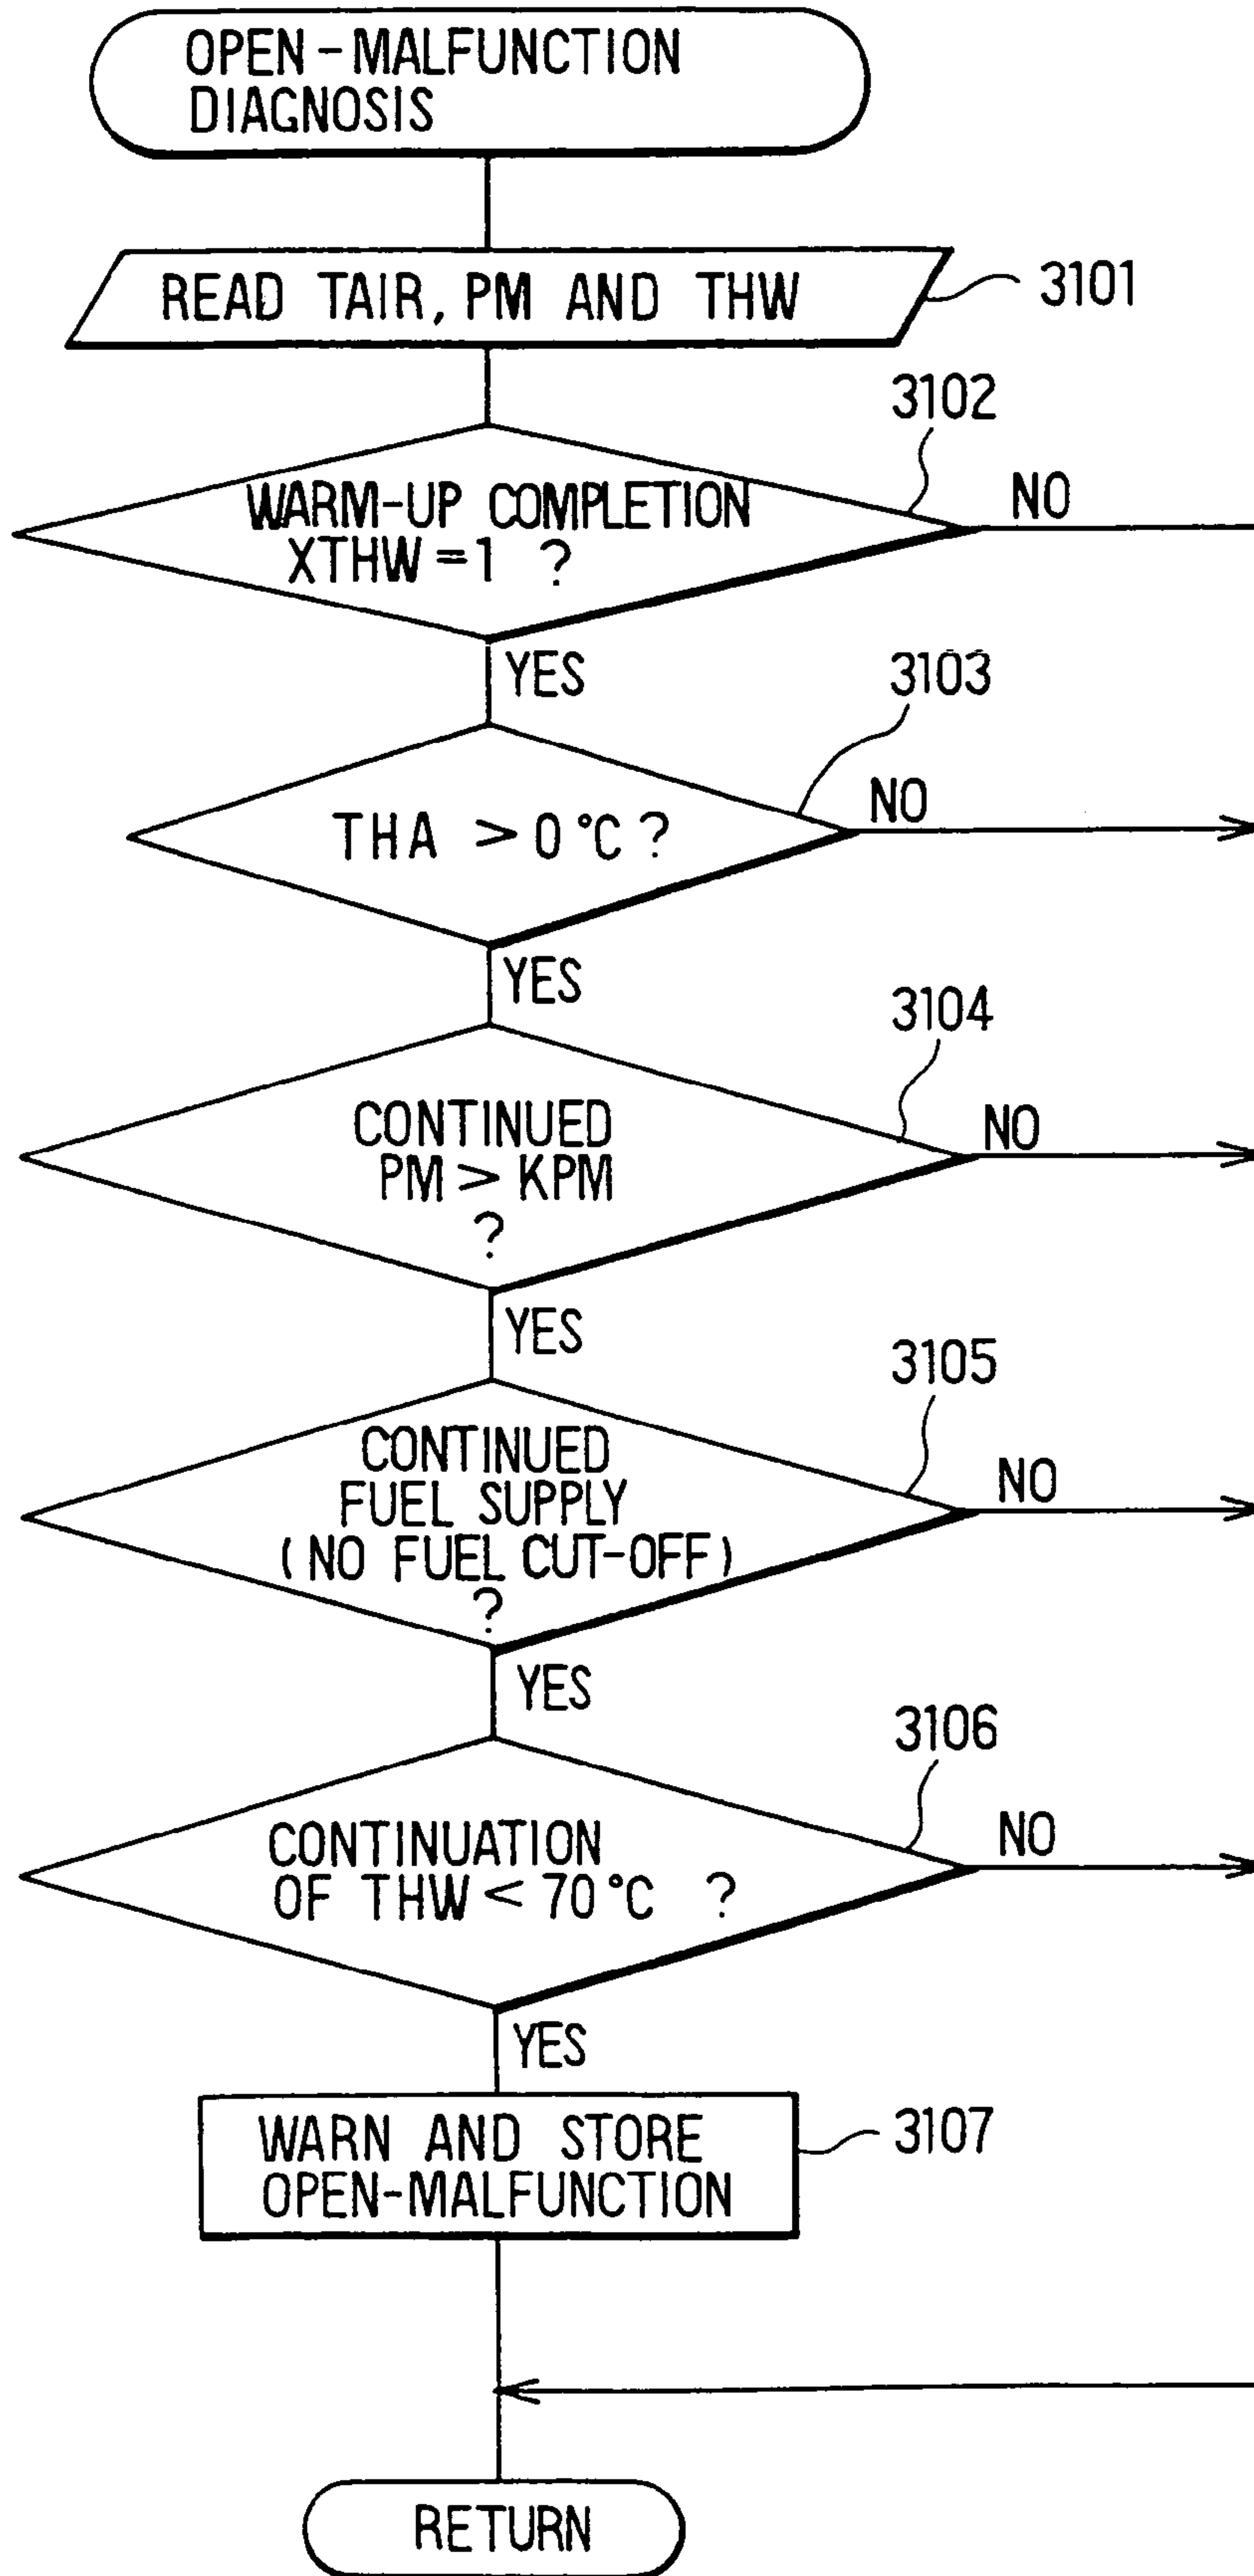 OPEN-MALFUNCTION
DIAGNOSIS
READ TAIR, PM AND THW
3101
3102
WARM-UP COMPLETION
XTHW=1 ?
NO
YES
3103
THA > 0°C ?
NO
YES
3104
CONTINUED
PM > KPM
?
NO
YES
3105
CONTINUED
FUEL SUPPLY
(NO FUEL CUT-OFF)
?
NO
YES
3106
CONTINUATION
OF THW < 70°C ?
NO
YES
WARN AND STORE
OPEN-MALFUNCTION
3107
RETURN